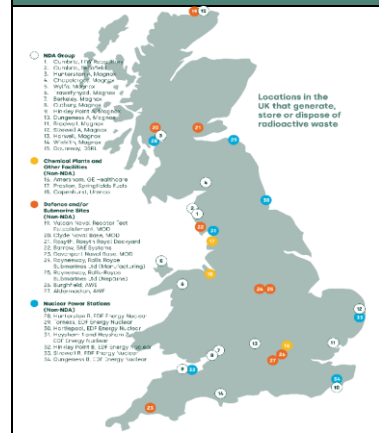 Locations in the
UK that generate,
store or dispose of
radioactive waste
NDA Group
1. Cumbria, LLW Repository
2. Cumbria, Sellafield
3. Hunterston A, Magnox
4. Chapelcross, Magnox
5. Wylfa, Magnox
6. Trawsfynydd, Magnox
7. Berkeley, Magnox
8. Oldbury, Magnox
9. Hinkley Point A, Magnox
10. Dungeness A, Magnox
11. Bradwell, Magnox
12. Sizewell A, Magnox
13. Harwell, Magnox
14. Winfrith, Magnox
15. Dounreay, DSRL
Chemical Plants and
Other Facilities
(Non-NDA)
16. Amersham, GE Healthcare
17. Preston, Springfields Fuels
18. Capenhurst, Urenco
Defence and/or
Submarine Sites
(Non-NDA)
19. Vulcan Naval Reactor Test
Establishment, MOD
20. Clyde Naval Base, MOD
21. Rosyth, Rosyth Royal Dockyard
22. Barrow, BAE Systems
23. Devonport Naval Base, MOD
24. Raynesway, Rolls-Royce
Submarines Ltd (Manufacturing)
25. Raynesway, Rolls-Royce
Submarines Ltd (Neptune)
26. Burghfield, AWE
27. Aldermaston, AWE
Nuclear Power Stations
(Non-NDA)
28. Hunterston B, EDF Energy Nuclear
29. Torness, EDF Energy Nuclear
30. Hartlepool, EDF Energy Nuclear
31. Heysham 1 and Heysham 2,
EDF Energy Nuclear
32. Hinkley Point B, EDF Energy Nuclear
33. Sizewell B, EDF Energy Nuclear
34. Dungeness B, EDF Energy Nuclear